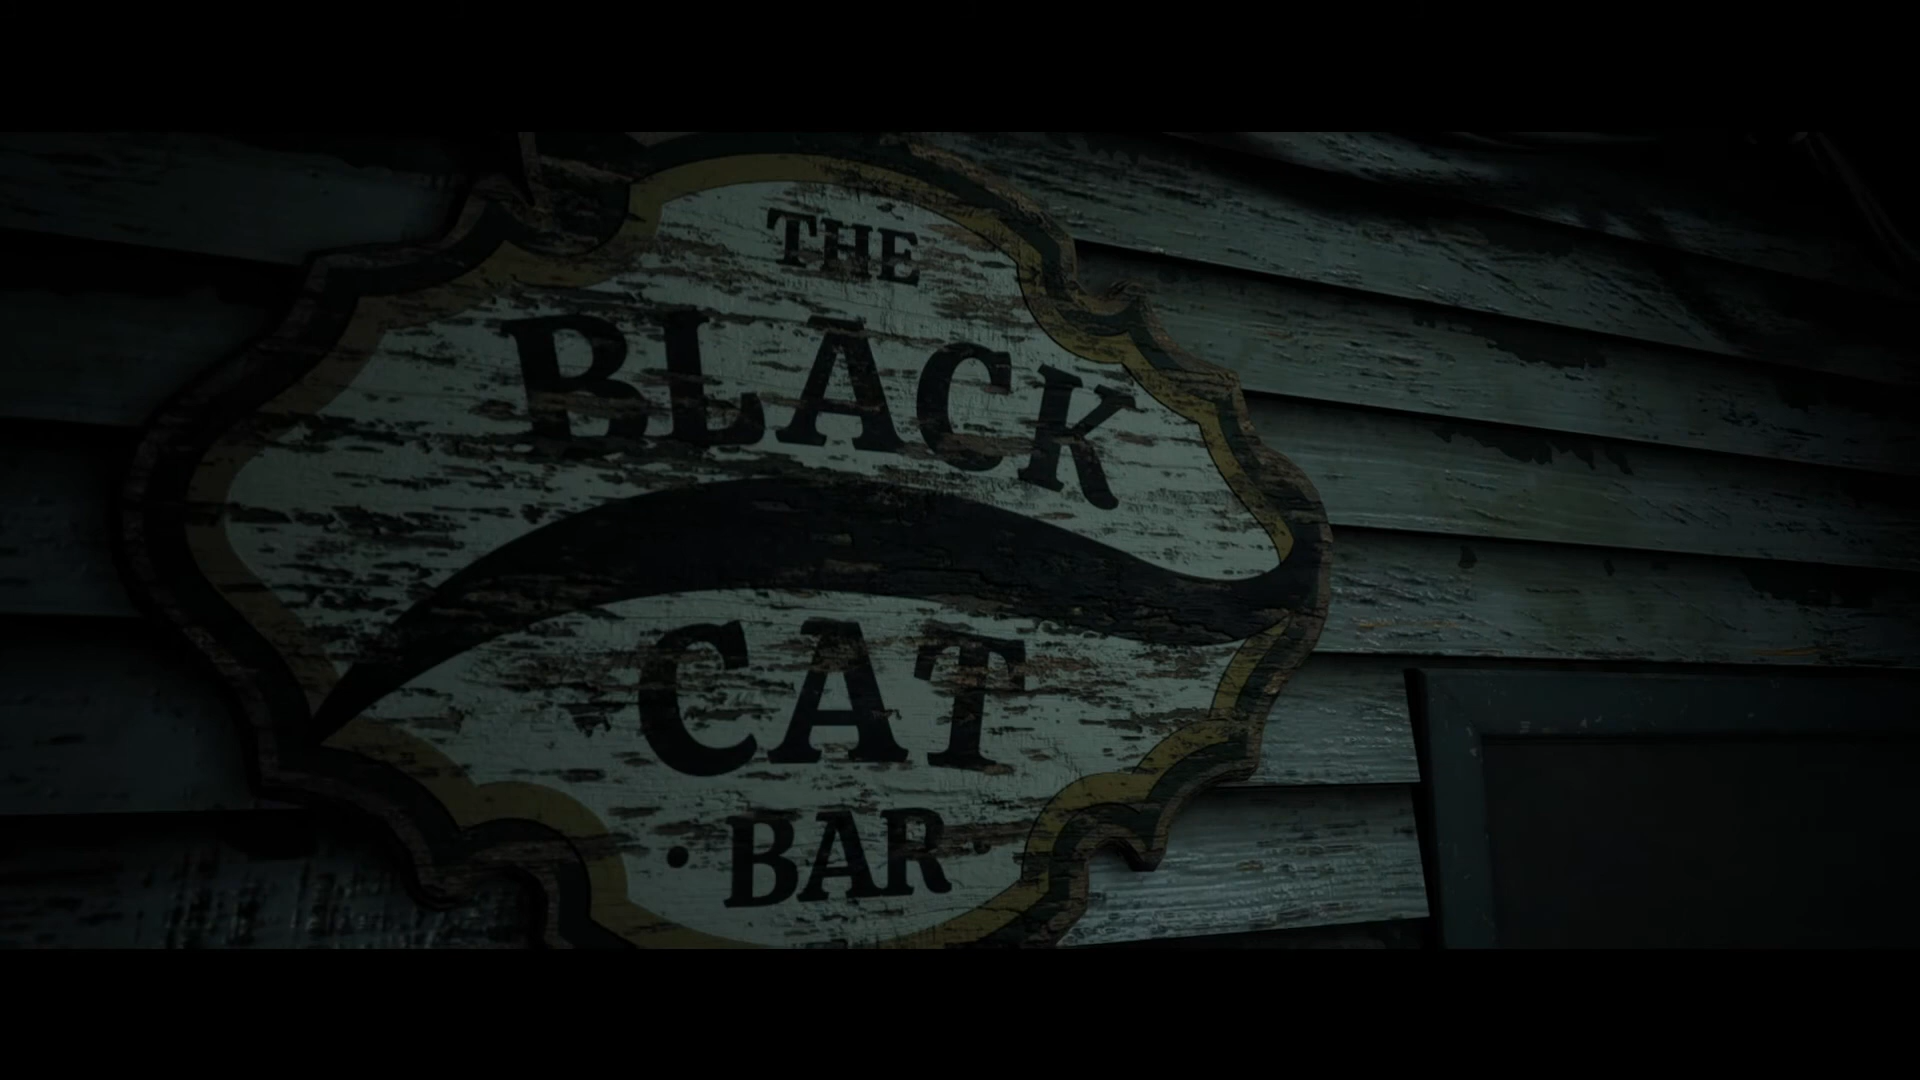 THE
BLACK
CAT
· BAR ·